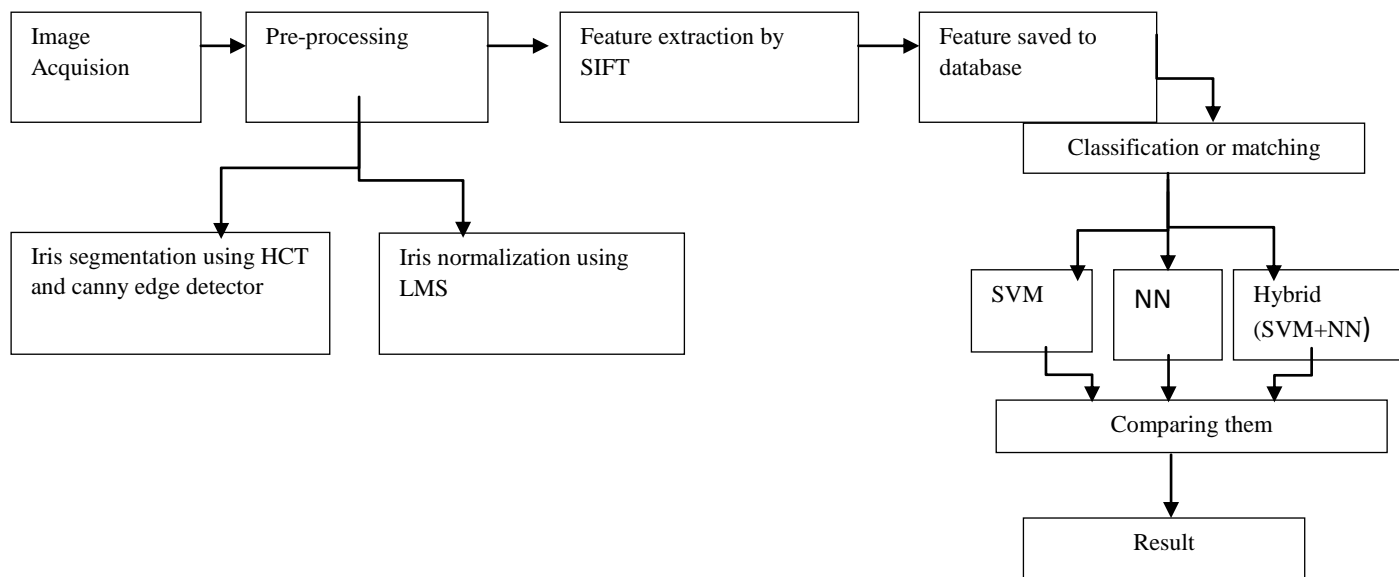 Image
Acquision
Pre-processing
Feature extraction by
SIFT
Feature saved to
database
Classification or matching
Iris segmentation using HCT
and canny edge detector
Iris normalization using
LMS
SVM
NN
Hybrid
(SVM+NN)
Comparing them
Result